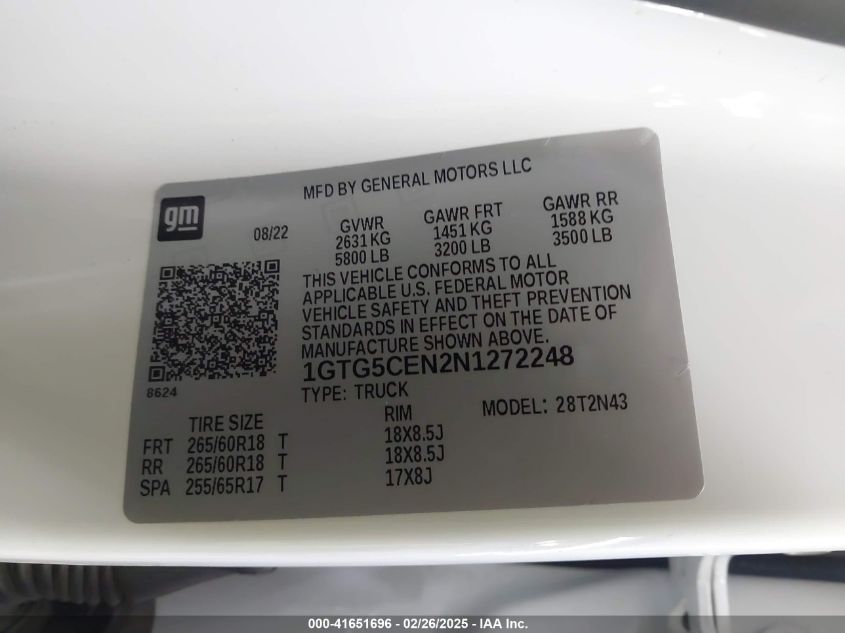 MFD BY GENERAL MOTORS LLC
gm
08/22
GVWR GAWR FRT GAWR RR
2631 KG 1451 KG 1588 KG
5800 LB 3200 LB 3500 LB
THIS VEHICLE CONFORMS TO ALL
APPLICABLE U.S. FEDERAL MOTOR
VEHICLE SAFETY AND THEFT PREVENTION
STANDARDS IN EFFECT ON THE DATE OF
MANUFACTURE SHOWN ABOVE.
1GTG5CEN2N1272248
8624
TYPE: TRUCK
MODEL: 28T2N43
TIRE SIZE RIM
FRT 265/60R18 T 18X8.5J
RR 265/60R18 T 18X8.5J
SPA 255/65R17 T 17X8J
000-41651696 - 02/26/2025 - IAA Inc.